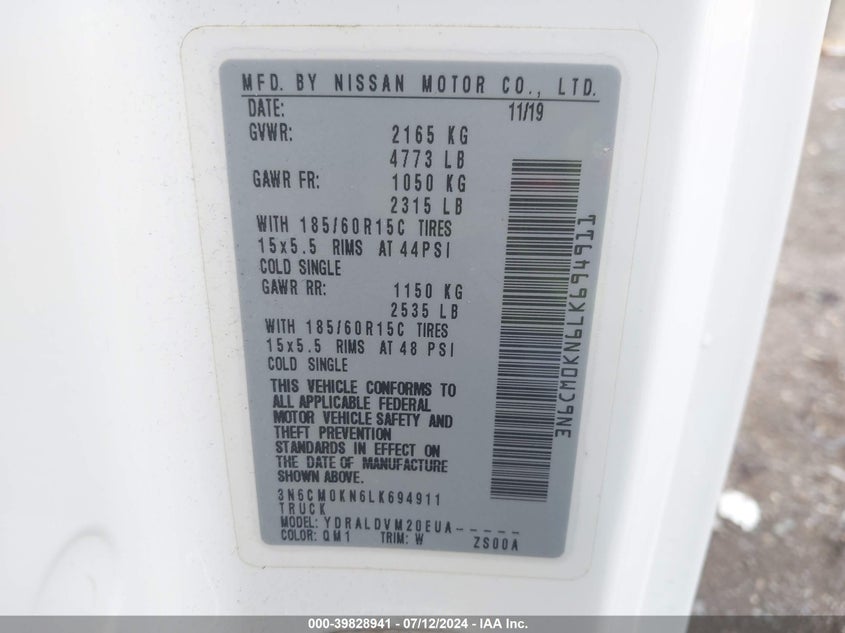 MFD. BY NISSAN MOTOR CO., LTD.
DATE: 11/19
GVWR: 2165 KG
4773 LB
GAWR FR: 1050 KG
2315 LB
WITH 185/60R15C TIRES
15x5.5 RIMS AT 44PSI
COLD SINGLE
GAWR RR: 1150 KG
2535 LB
WITH 185/60R15C TIRES
15x5.5 RIMS AT 48 PSI
COLD SINGLE
THIS VEHICLE CONFORMS TO
ALL APPLICABLE FEDERAL
MOTOR VEHICLE SAFETY AND
THEFT PREVENTION
STANDARDS IN EFFECT ON
THE DATE OF MANUFACTURE
SHOWN ABOVE.
3N6CM0KN6LK694911
TRUCK
MODEL: YDRALDVM20EUA-----
COLOR: QM1 TRIM: W ZS00A
3N6CM0KN6LK694911
000-39828941 - 07/12/2024 - IAA Inc.